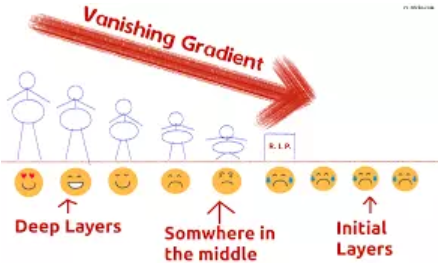 Vanishing Gradient
R.I.P.
Deep Layers
Somwhere in
the middle
Initial
Layers